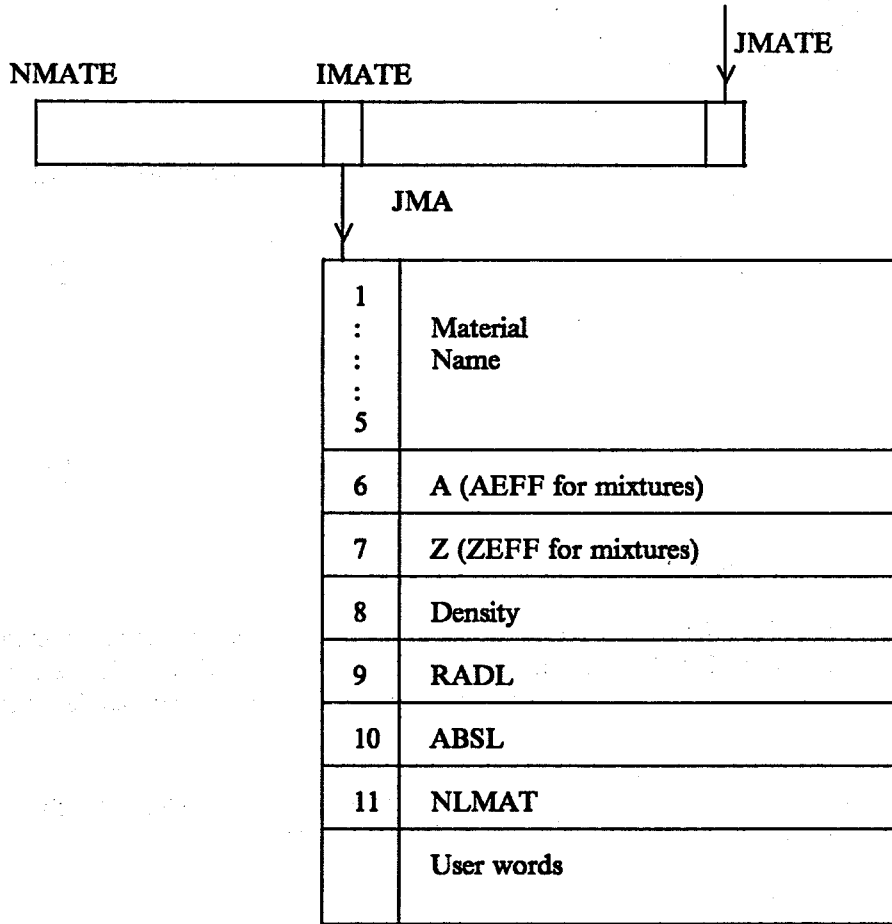 JMATE
NMATE IMATE
JMA
1
: Material
: Name
:
5
6 A (AEFF for mixtures)
7 Z (ZEFF for mixtures)
8 Density
9 RADL
10 ABSL
11 NLMAT
User words